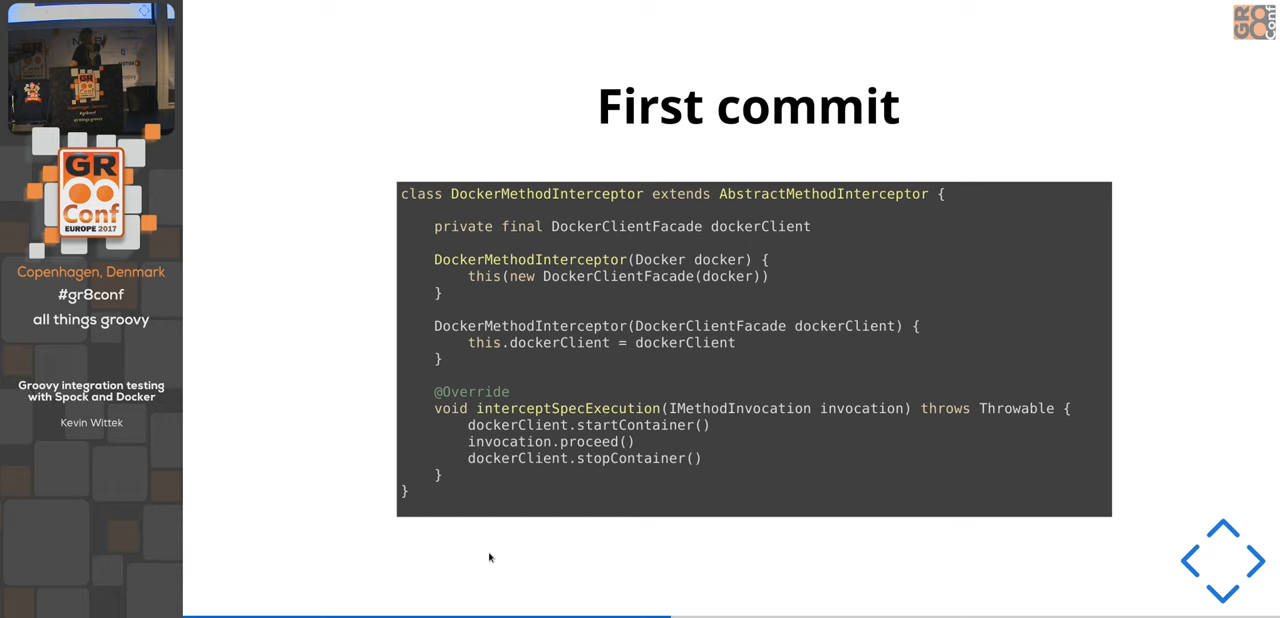 GR
Conf
EUROPE 2017
Copenhagen, Denmark
#gr8conf
all things groovy
Groovy integration testing
with Spock and Docker
Kevin Wittek
First commit
class DockerMethodInterceptor extends AbstractMethodInterceptor {
private final DockerClientFacade dockerClient
DockerMethodInterceptor(Docker docker) {
this(new DockerClientFacade(docker))
}
DockerMethodInterceptor(DockerClientFacade dockerClient) {
this.dockerClient = dockerClient
}
@Override
void interceptSpecExecution(IMethodInvocation invocation) throws Throwable {
dockerClient.startContainer()
invocation.proceed()
dockerClient.stopContainer()
}
}
GR
Conf